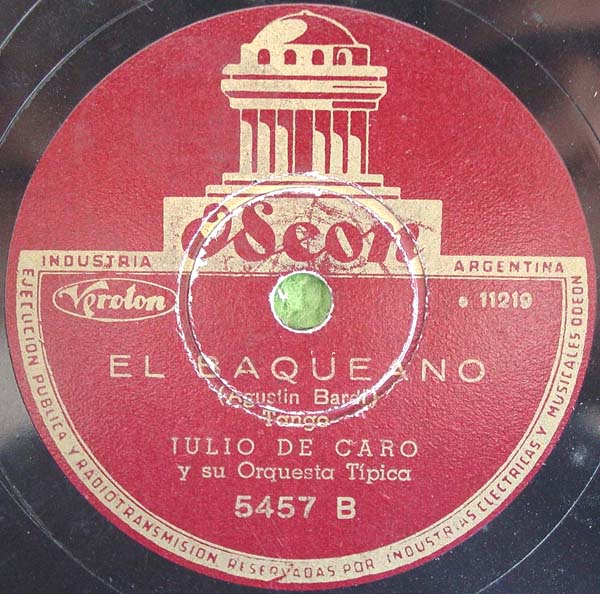 Odeon
INDUSTRIA ARGENTINA
Veroton
e 11219
EL BAQUEANO
(Agustin Bardi)
Tango
JULIO DE CARO
y su Orquesta Típica
5457 B
EJECUCION PUBLICA Y RADIOTRANSMISION RESERVADAS POR INDUSTRIAS ELECTRICAS Y MUSICALES ODEON